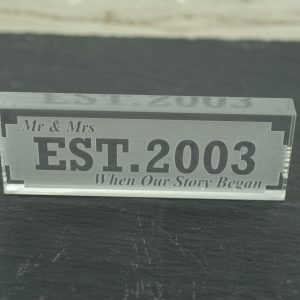 Mr & Mrs
EST.2003
When Our Story Began